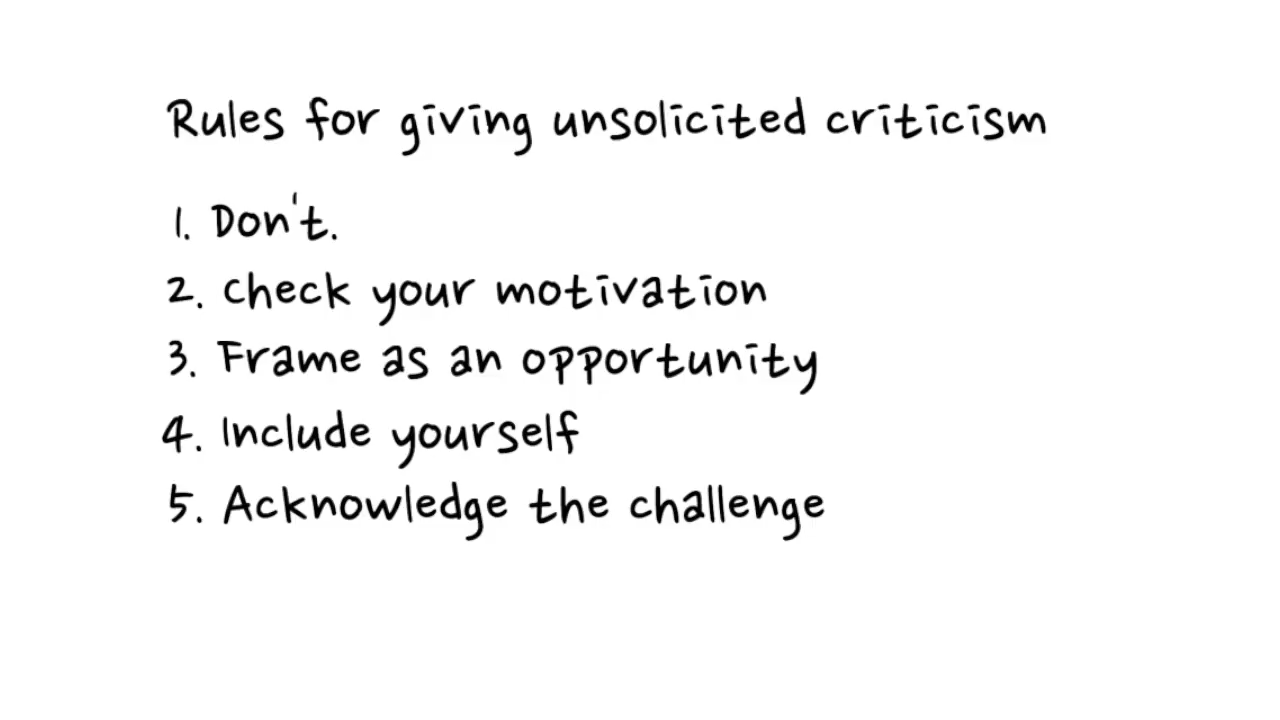 Rules for giving unsolicited criticism
1. Don't.
2. Check your motivation
3. Frame as an opportunity
4. Include yourself
5. Acknowledge the challenge